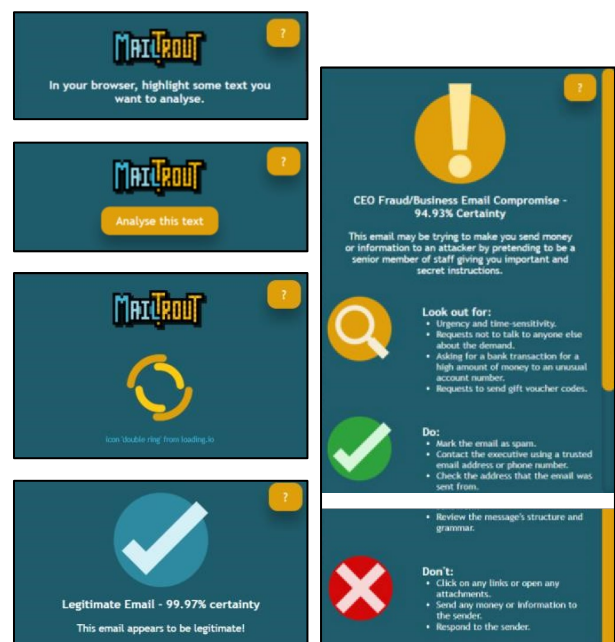 MAILTROUT
?
In your browser, highlight some text you
want to analyse.
MAILTROUT
?
Analyse this text
MAILTROUT
?
Icon 'double ring' from loading.io
?
Legitimate Email - 99.97% certainty
This email appears to be legitimate!
?
CEO Fraud/Business Email Compromise -
94.93% Certainty
This email may be trying to make you send money
or information to an attacker by pretending to be a
senior member of staff giving you important and
secret instructions.
Look out for:
• Urgency and time-sensitivity.
• Requests not to talk to anyone else
about the demand.
• Asking for a bank transaction for a
high amount of money to an unusual
account number.
• Requests to send gift voucher codes.
Do:
• Mark the email as spam.
• Contact the executive using a trusted
email address or phone number.
• Check the address that the email was
sent from.
• Review the message's structure and
grammar.
Don't:
• Click on any links or open any
attachments.
• Send any money or information to
the sender.
• Respond to the sender.